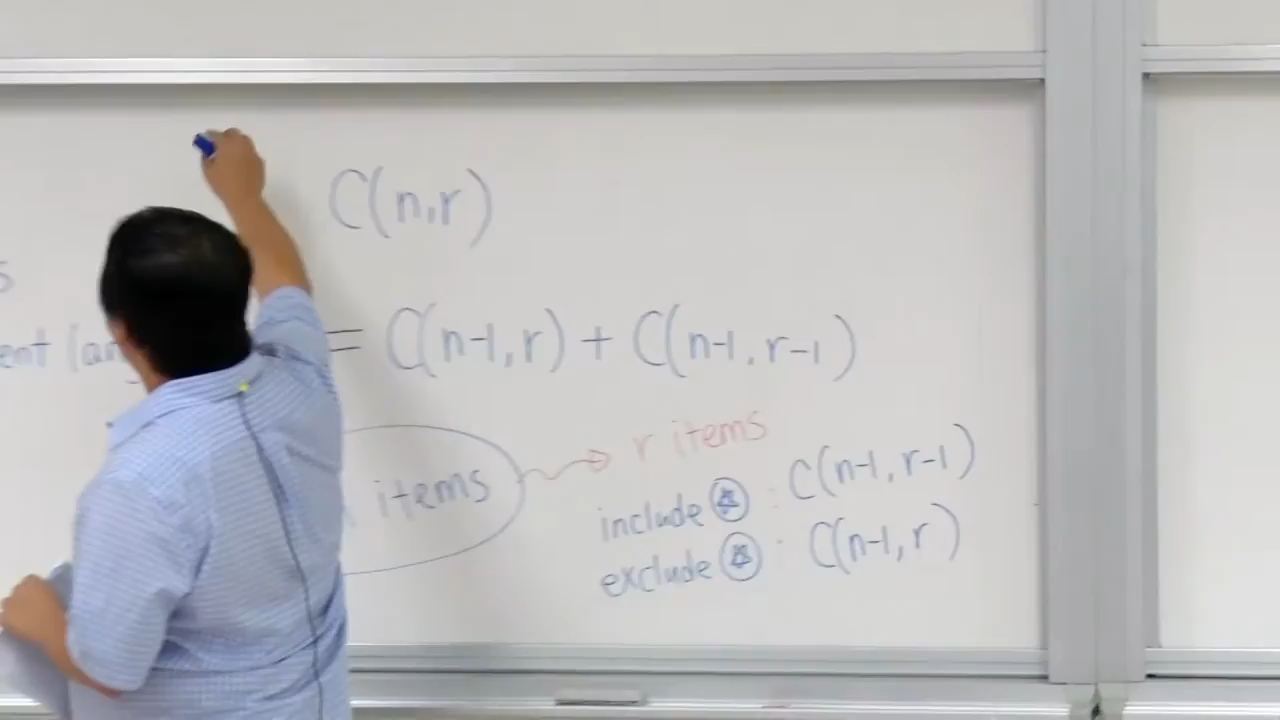 C(n,r)
= C(n-1, r) + C(n-1, r-1)
r items
items
include ⍟ : C(n-1, r-1)
exclude ⍟ : C(n-1, r)